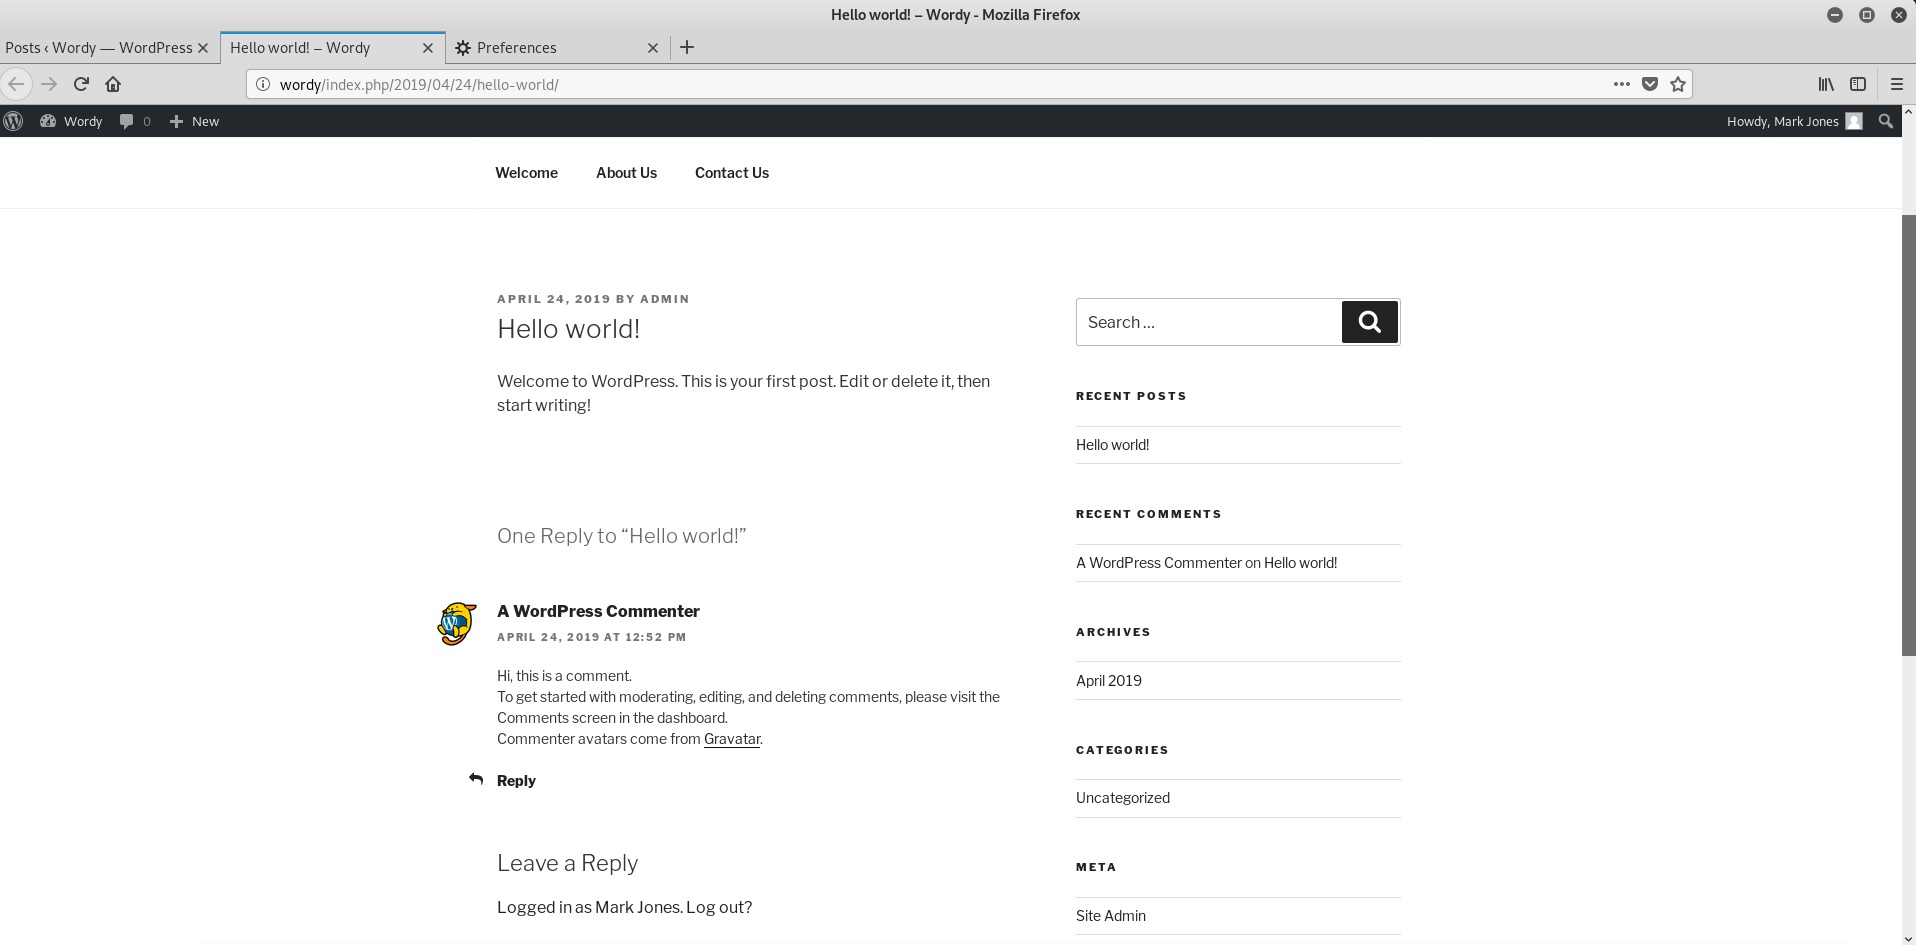 Hello world! – Wordy - Mozilla Firefox
Posts ‹ Wordy — WordPress
Hello world! – Wordy
Preferences
wordy/index.php/2019/04/24/hello-world/
Wordy
0
New
Howdy, Mark Jones
Welcome
About Us
Contact Us
APRIL 24, 2019 BY ADMIN
Hello world!
Welcome to WordPress. This is your first post. Edit or delete it, then
start writing!
One Reply to “Hello world!”
A WordPress Commenter
APRIL 24, 2019 AT 12:52 PM
Hi, this is a comment.
To get started with moderating, editing, and deleting comments, please visit the
Comments screen in the dashboard.
Commenter avatars come from Gravatar.
Reply
Leave a Reply
Logged in as Mark Jones. Log out?
Search …
RECENT POSTS
Hello world!
RECENT COMMENTS
A WordPress Commenter on Hello world!
ARCHIVES
April 2019
CATEGORIES
Uncategorized
META
Site Admin